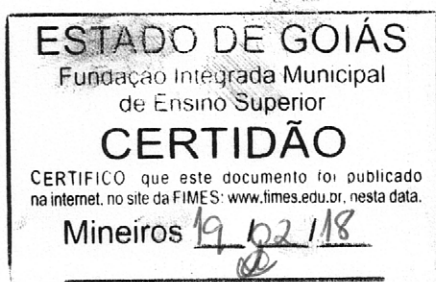 ESTADO DE GOIÁS
Fundação Integrada Municipal
de Ensino Superior
CERTIDÃO
CERTIFICO que este documento foi publicado
na internet, no site da FIMES: www.fimes.edu.br, nesta data.
Mineiros 19 / 02 / 18